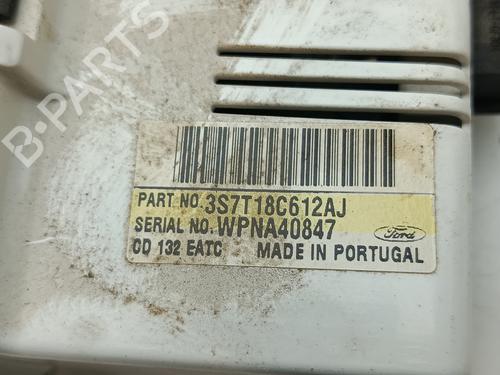 B-PARTS
PART NO. 3S7T18C612AJ
SERIAL NO. WPNA40847
CD 132 EATC MADE IN PORTUGAL
Ford